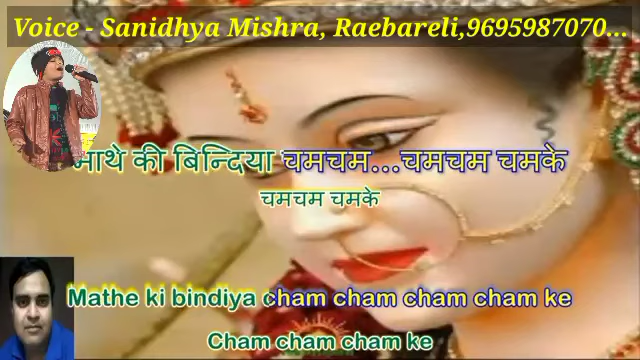 Voice - Sanidhya Mishra, Raebareli,9695987070...
माथे की बिन्दिया चमचम...चमचम चमके
चमचम चमके
Mathe ki bindiya cham cham cham cham ke
Cham cham cham ke